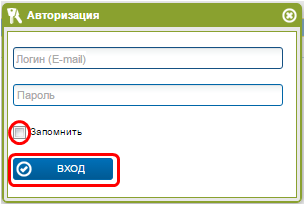 Авторизация
Логин (E-mail)
Пароль
Запомнить
ВХОД